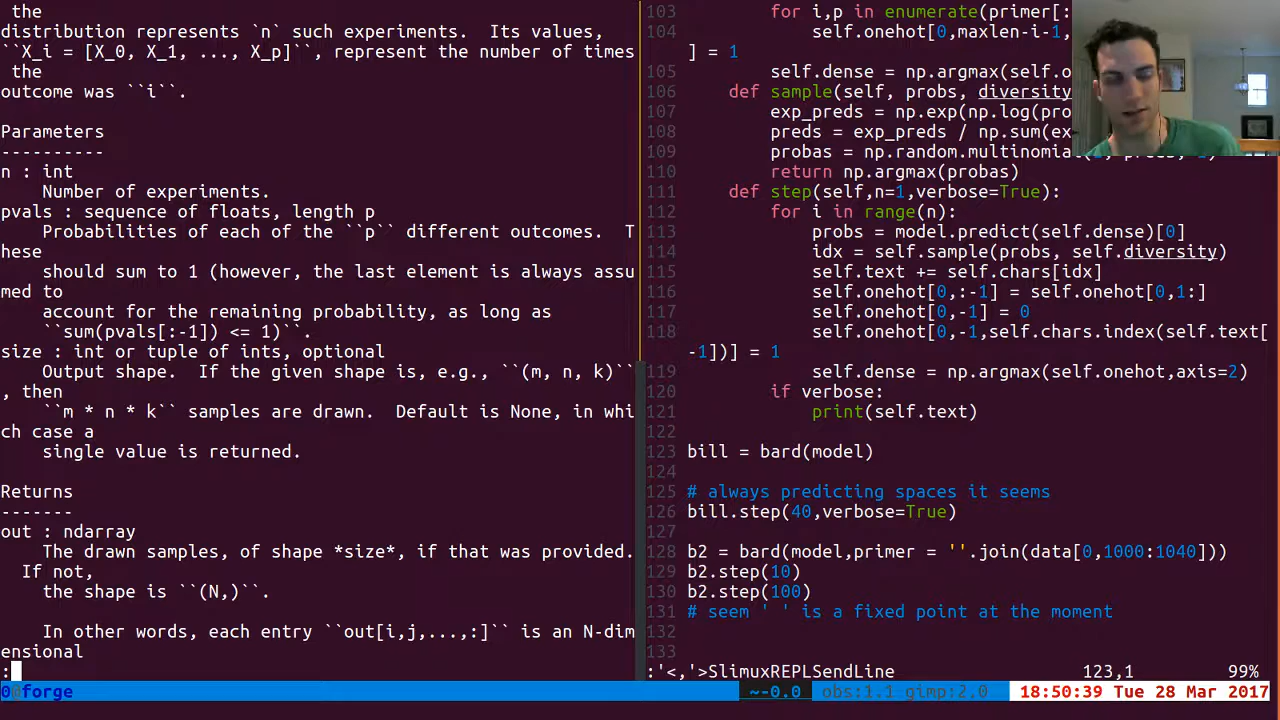 the
distribution represents `n` such experiments.  Its values,
``X_i = [X_0, X_1, ..., X_p]``, represent the number of times
the
outcome was ``i``.
Parameters
----------
n : int
Number of experiments.
pvals : sequence of floats, length p
Probabilities of each of the ``p`` different outcomes.  T
hese
should sum to 1 (however, the last element is always assu
med to
account for the remaining probability, as long as
``sum(pvals[:-1]) <= 1)``.
size : int or tuple of ints, optional
Output shape.  If the given shape is, e.g., ``(m, n, k)``
, then
``m * n * k`` samples are drawn.  Default is None, in whi
ch case a
single value is returned.
Returns
-------
out : ndarray
The drawn samples, of shape *size*, if that was provided.
If not,
the shape is ``(N,)``.
In other words, each entry ``out[i,j,...,:]`` is an N-dim
ensional
:
103 for i,p in enumerate(primer[:
104 self.onehot[0,maxlen-i-1,
] = 1
105 self.dense = np.argmax(self.o
106 def sample(self, probs, diversity
107 exp_preds = np.exp(np.log(pro
108 preds = exp_preds / np.sum(ex
109 probas = np.random.multinomial(
110 return np.argmax(probas)
111 def step(self,n=1,verbose=True):
112 for i in range(n):
113 probs = model.predict(self.dense)[0]
114 idx = self.sample(probs, self.diversity)
115 self.text += self.chars[idx]
116 self.onehot[0,:-1] = self.onehot[0,1:]
117 self.onehot[0,-1] = 0
118 self.onehot[0,-1,self.chars.index(self.text[
-1])] = 1
119 self.dense = np.argmax(self.onehot,axis=2)
120 if verbose:
121 print(self.text)
122
123 bill = bard(model)
124
125 # always predicting spaces it seems
126 bill.step(40,verbose=True)
127
128 b2 = bard(model,primer = ''.join(data[0,1000:1040]))
129 b2.step(10)
130 b2.step(100)
131 # seem ' ' is a fixed point at the moment
132
133
:'<,'>SlimuxREPLSendLine 123,1 99%
0@forge ~-0.0 obs:1.1 gimp:2.0 18:50:39 Tue 28 Mar 2017